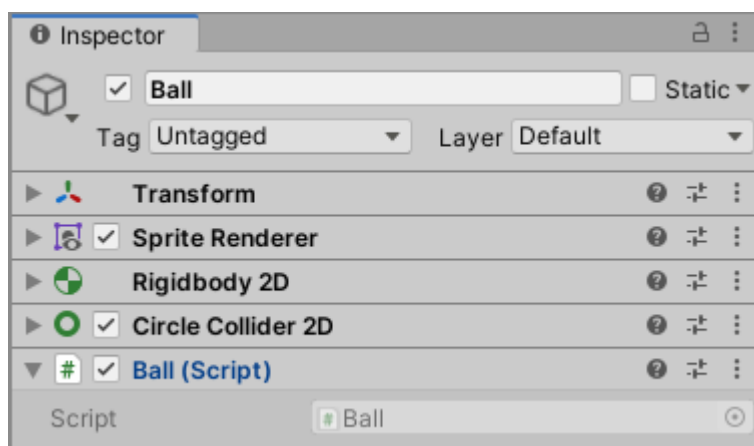 Inspector
Ball Static
Tag Untagged Layer Default
Transform
Sprite Renderer
Rigidbody 2D
Circle Collider 2D
# Ball (Script)
Script # Ball